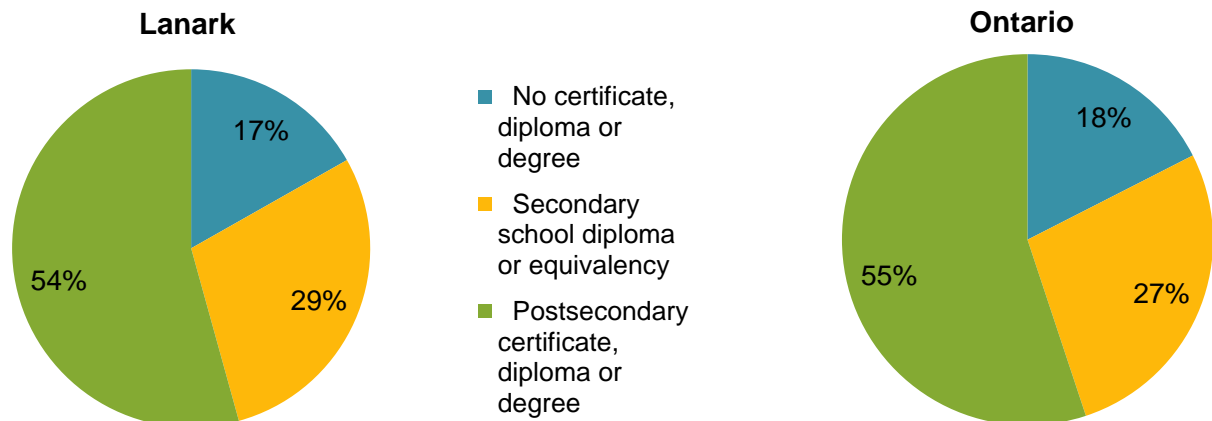 Lanark
17%
29%
54%
No certificate,
diploma or
degree
Secondary
school diploma
or equivalency
Postsecondary
certificate,
diploma or
degree
Ontario
18%
27%
55%